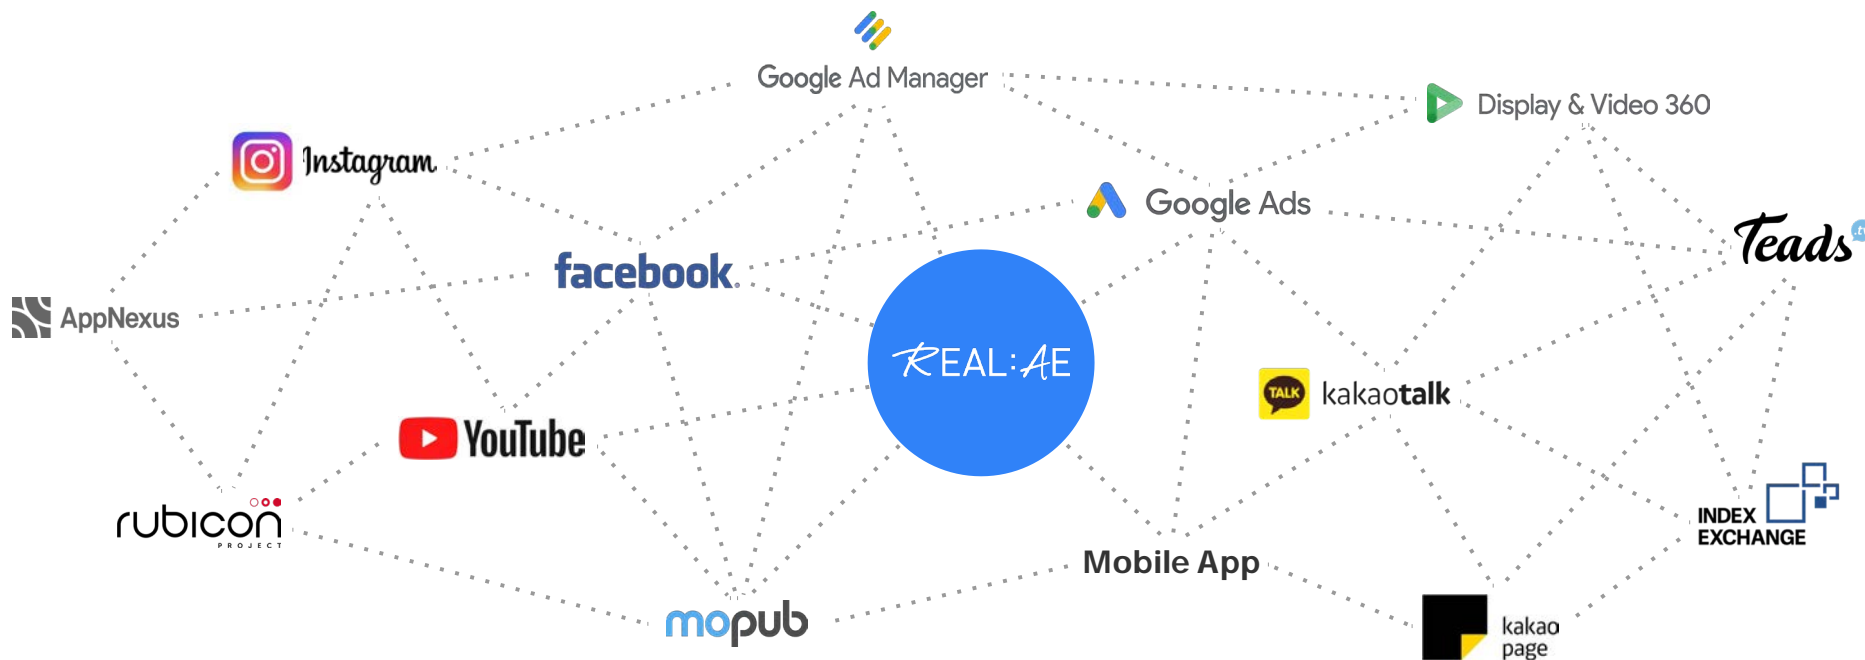 Google Ad Manager
Display & Video 360
Instagram
Google Ads
Teads
.tv
facebook
AppNexus
REAL:AE
TALK
kakaotalk
YouTube
rubicon
PROJECT
INDEX
EXCHANGE
Mobile App
mopub
kakao
page